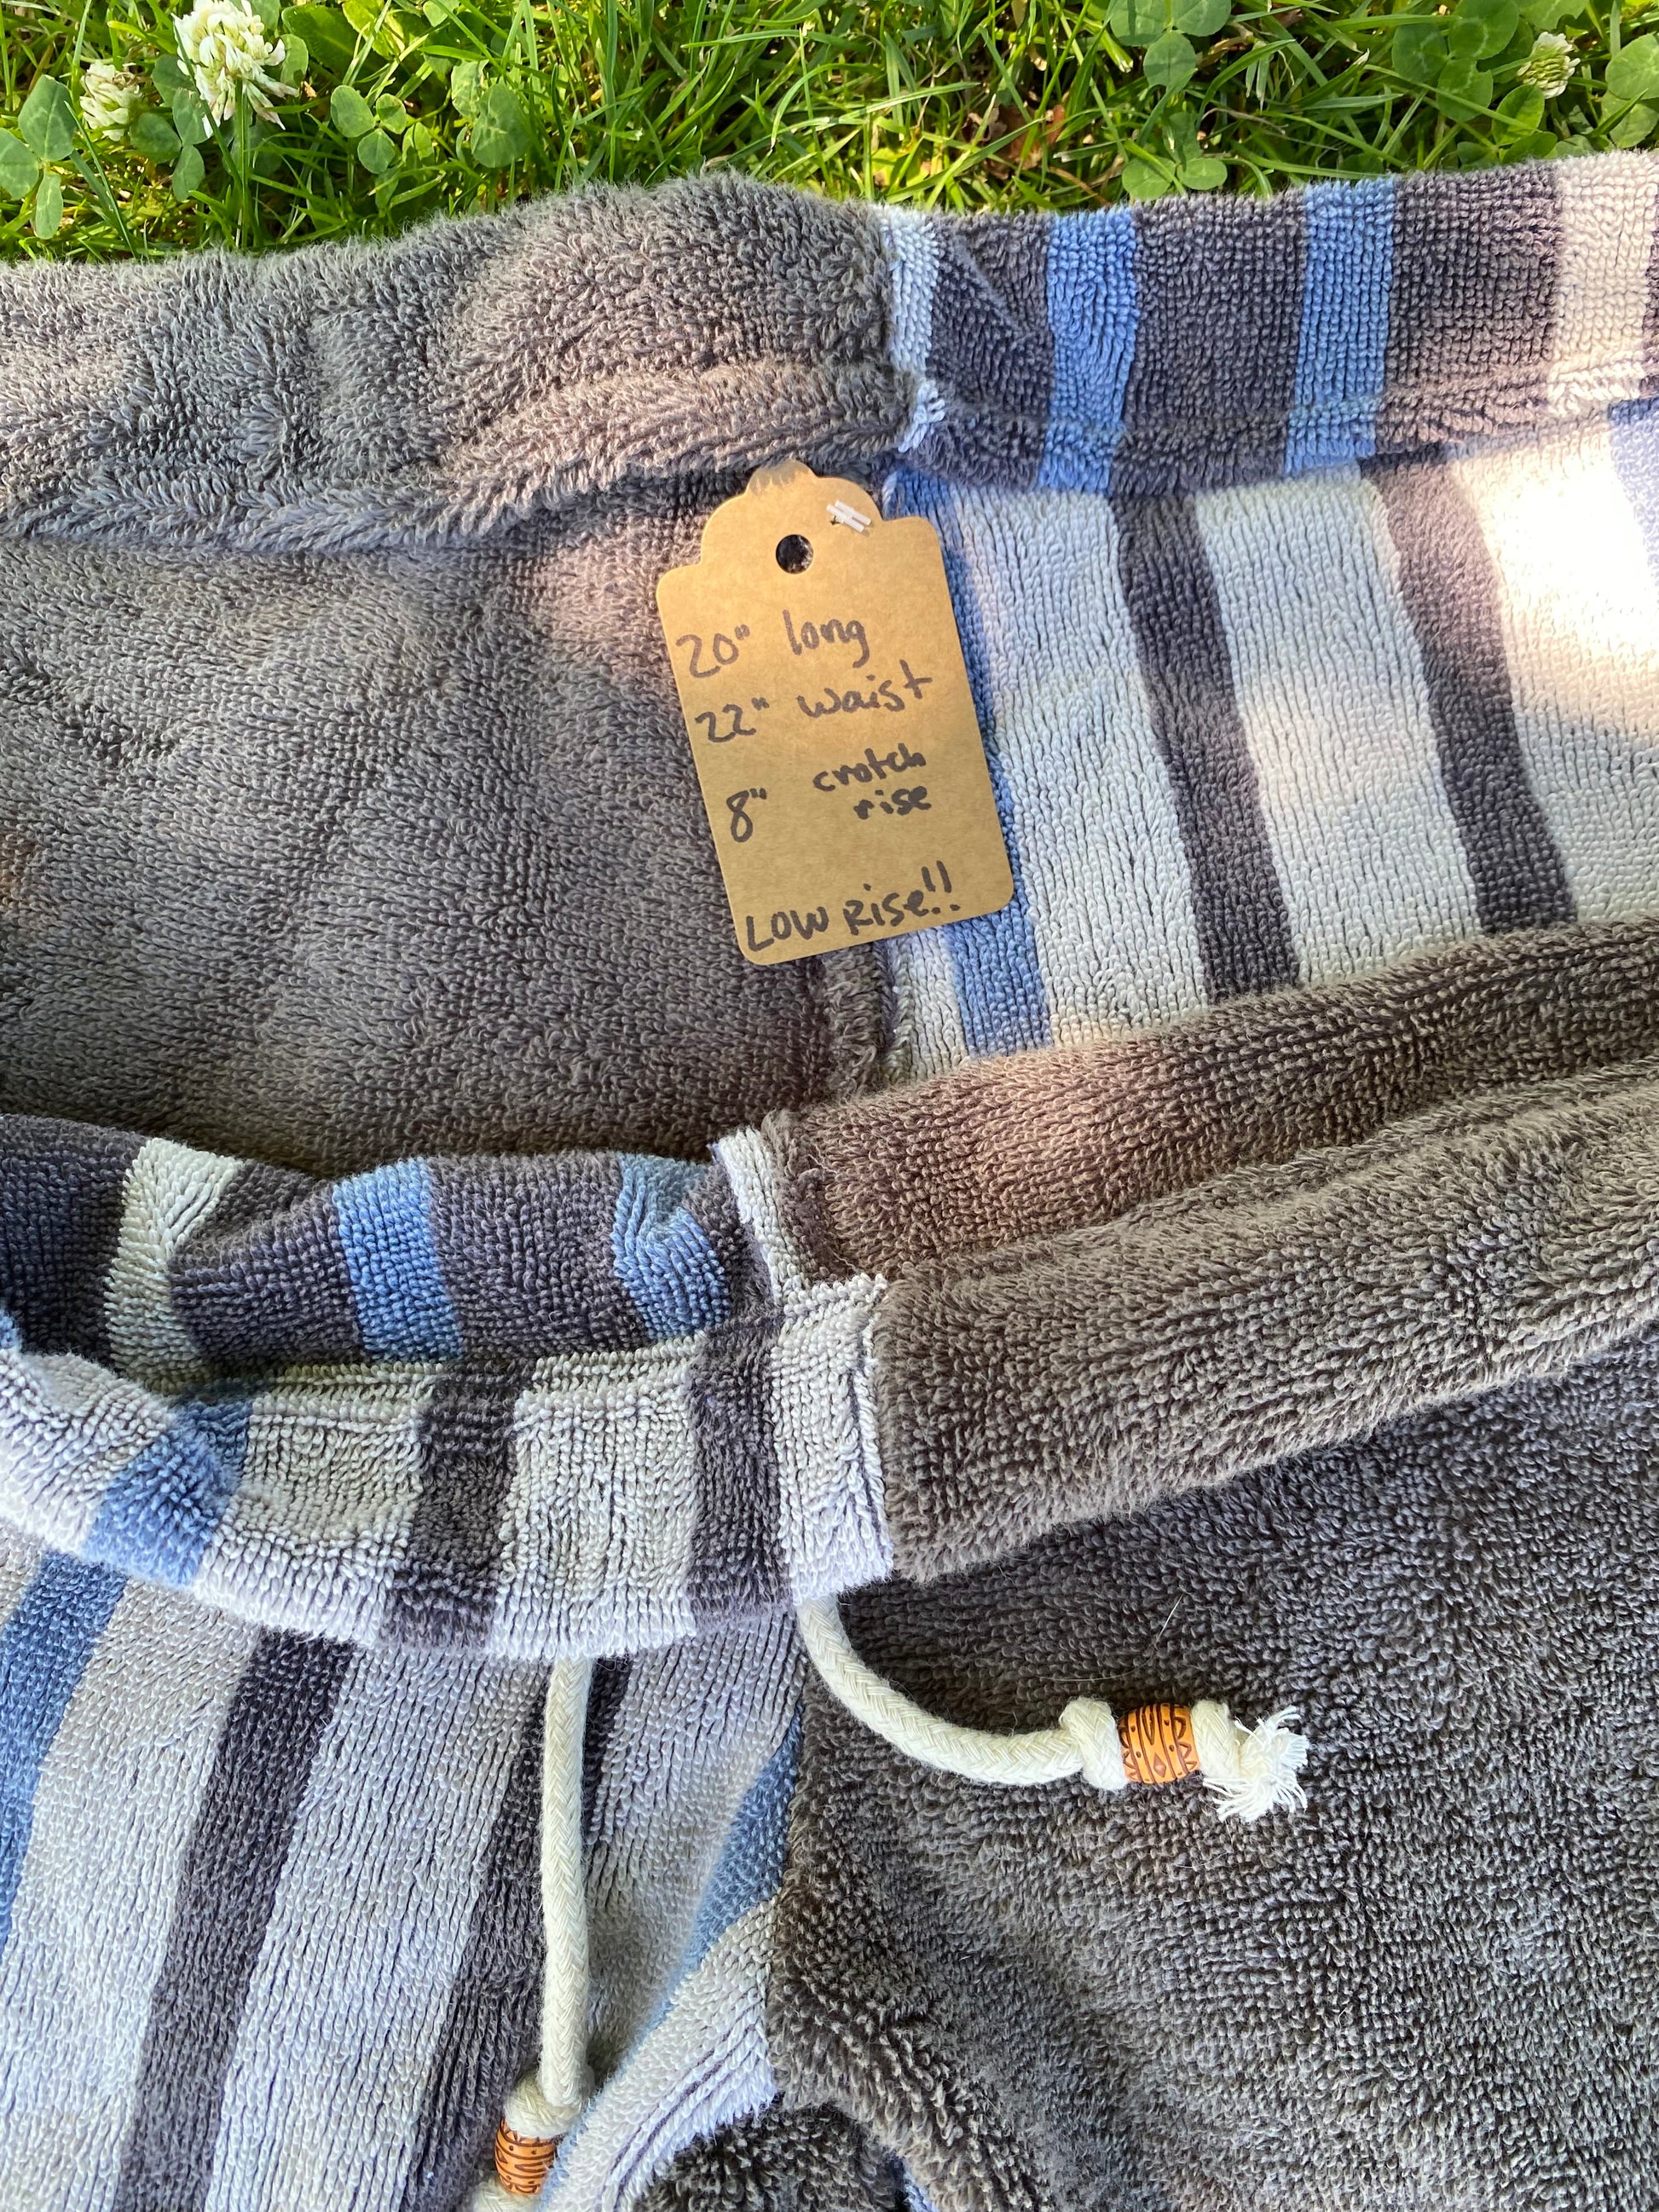 20" long
22" waist
8" crotch
rise
LOW RISE!!